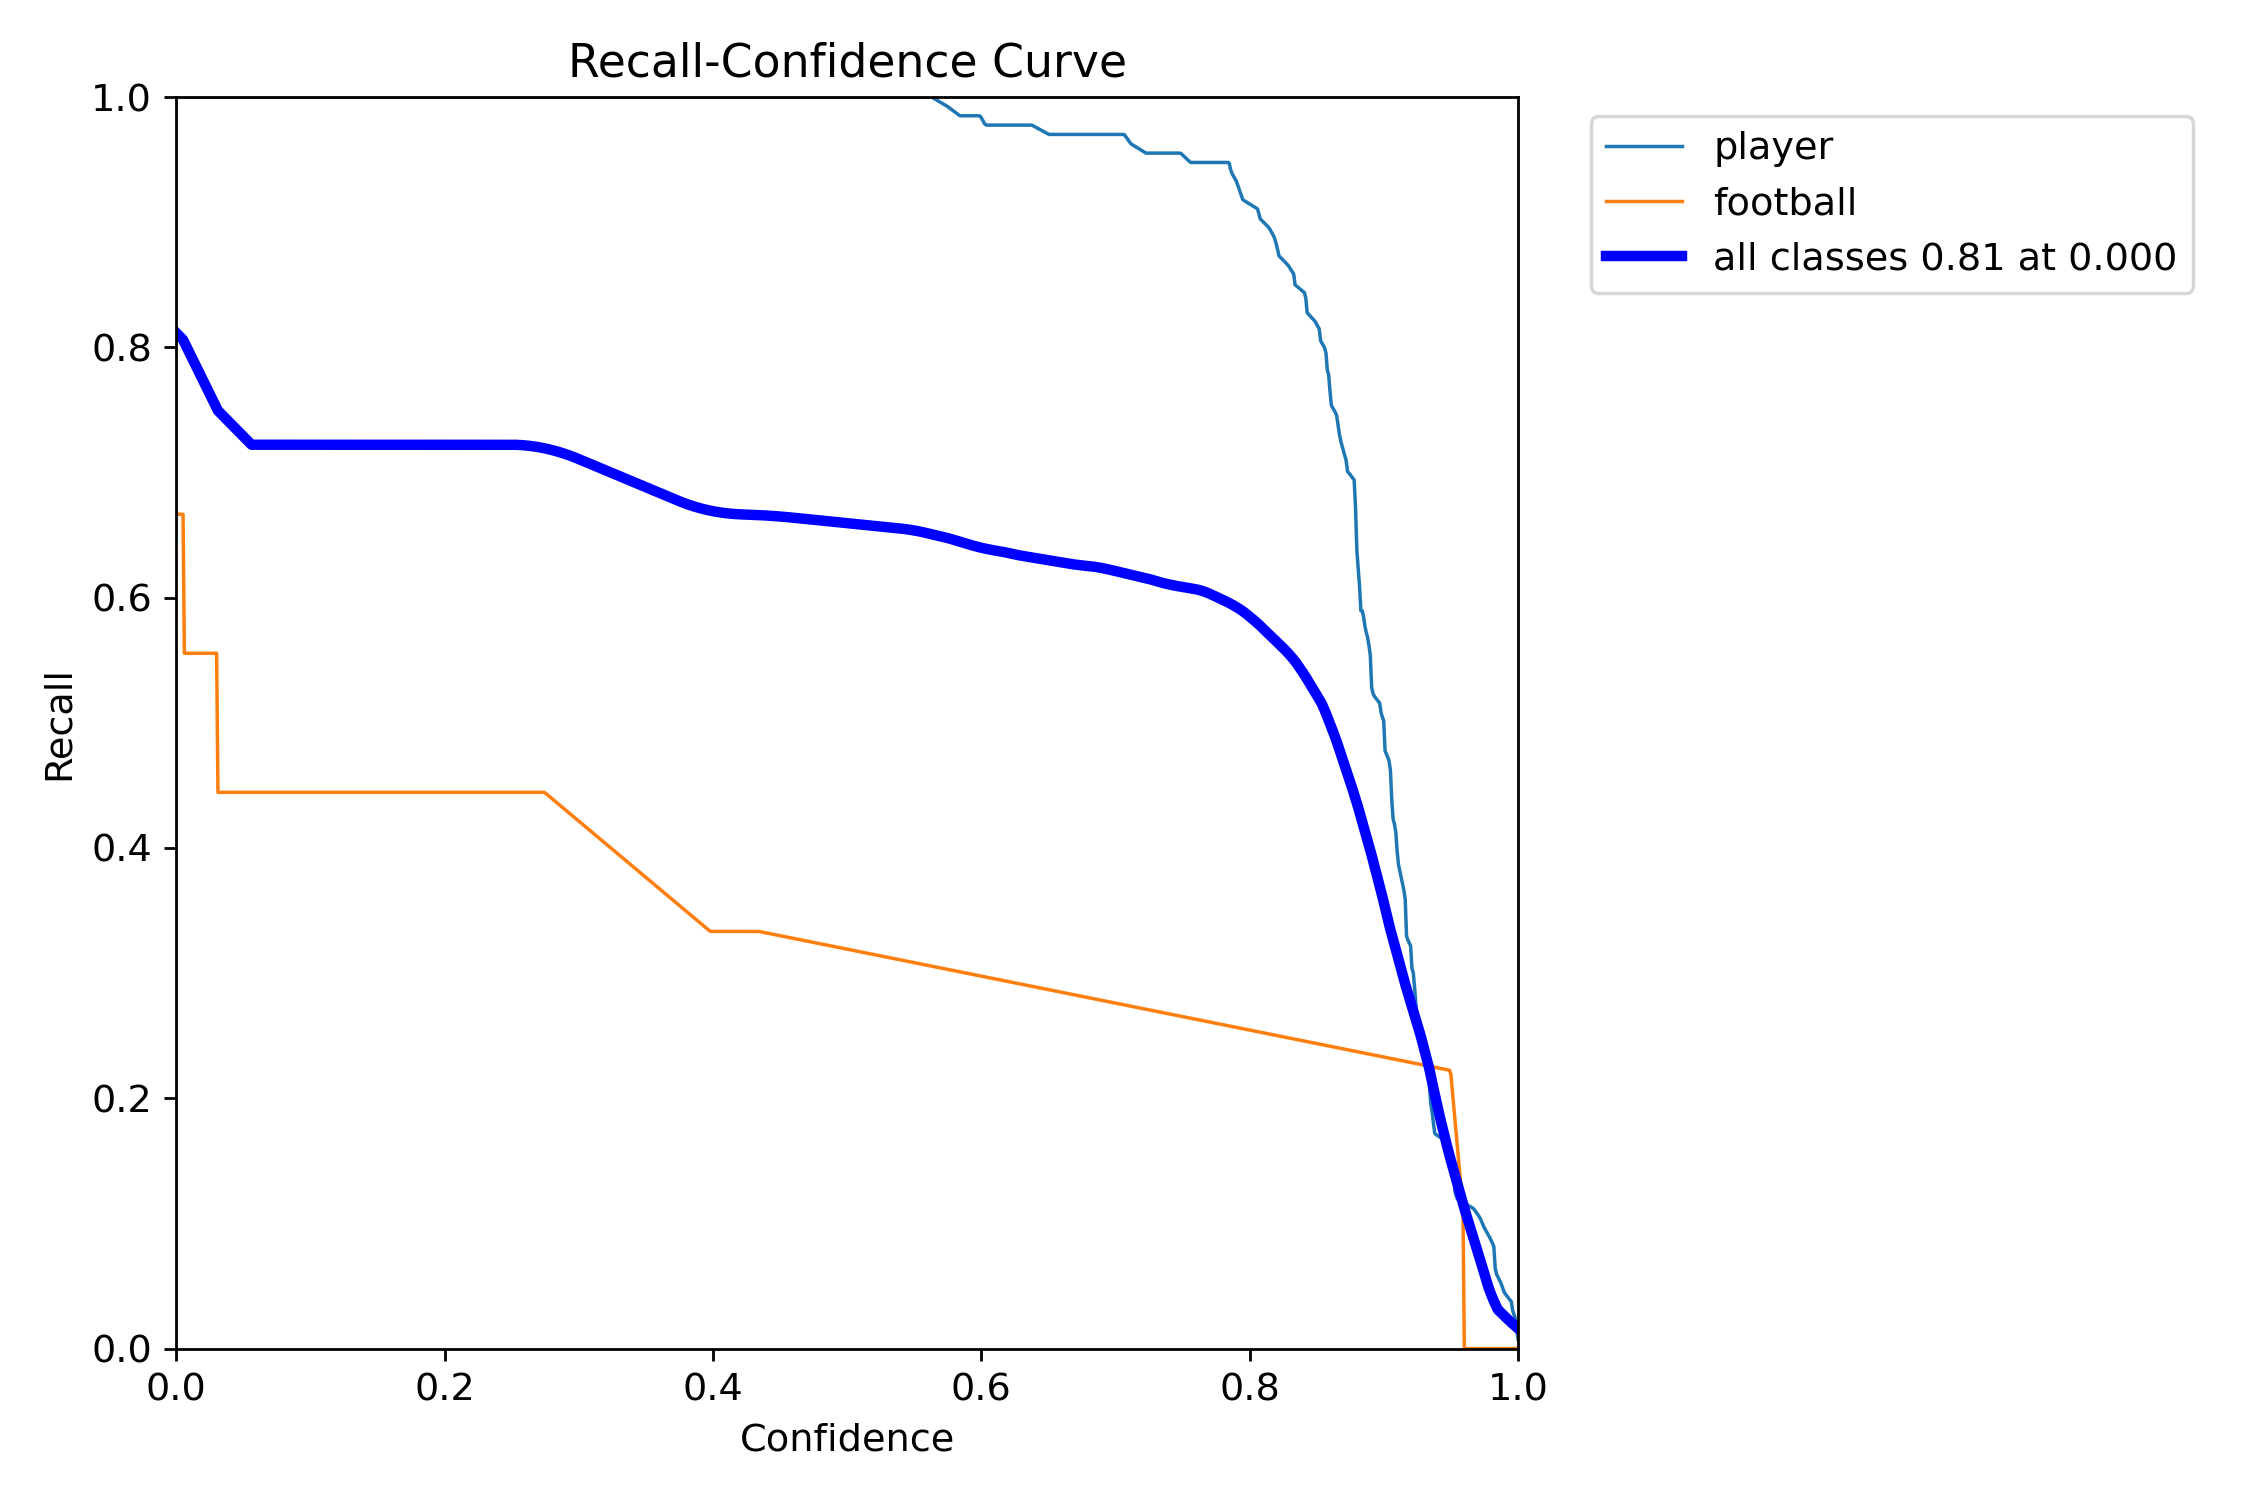 Recall-Confidence Curve
player
football
all classes 0.81 at 0.000
Recall
1.0
0.8
0.6
0.4
0.2
0.0
0.0 0.2 0.4 0.6 0.8 1.0
Confidence